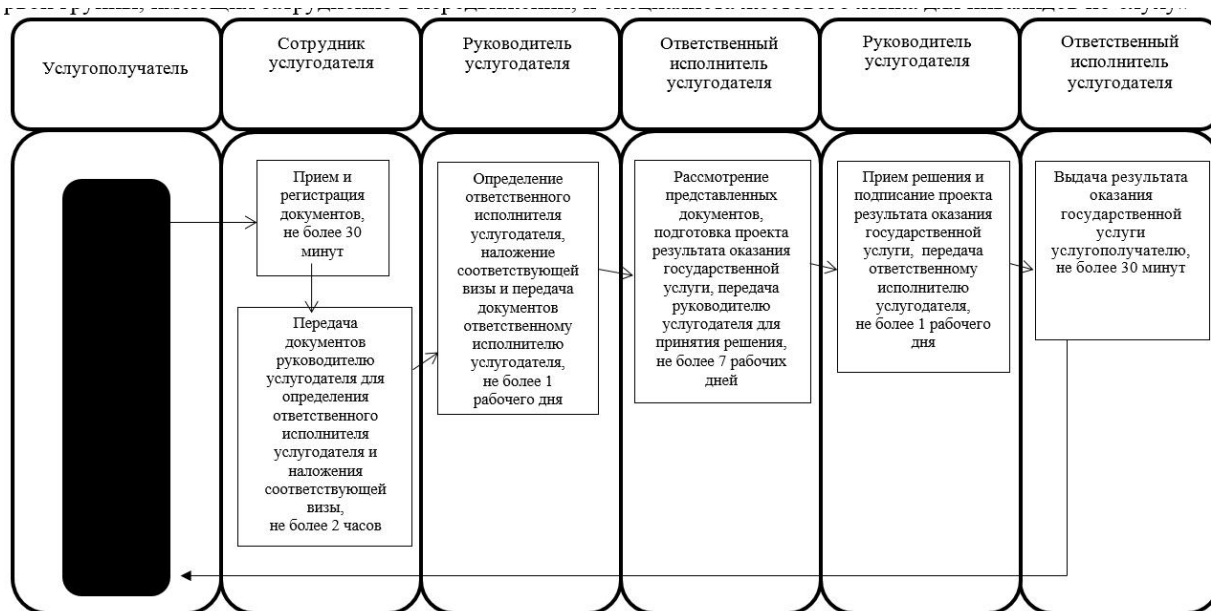 Услугополучатель
Сотрудник
услугодателя
Руководитель
услугодателя
Ответственный
исполнитель
услугодателя
Руководитель
услугодателя
Ответственный
исполнитель
услугодателя
Прием и
регистрация
документов,
не более 30
минут
Передача
документов
руководителю
услугодателя для
определения
ответственного
исполнителя
услугодателя и
наложения
соответствующей
визы,
не более 2 часов
Определение
ответственного
исполнителя
услугодателя,
наложение
соответствующей
визы и передача
документов
ответственному
исполнителю
услугодателя,
не более 1
рабочего дня
Рассмотрение
представленных
документов,
подготовка проекта
результата оказания
государственной
услуги, передача
руководителю
услугодателя для
принятия решения,
не более 7 рабочих
дней
Прием решения и
подписание проекта
результата оказания
государственной
услуги, передача
ответственному
исполнителю
услугодателя,
не более 1 рабочего
дня
Выдача результата
оказания
государственной
услуги
услугополучателю,
не более 30 минут